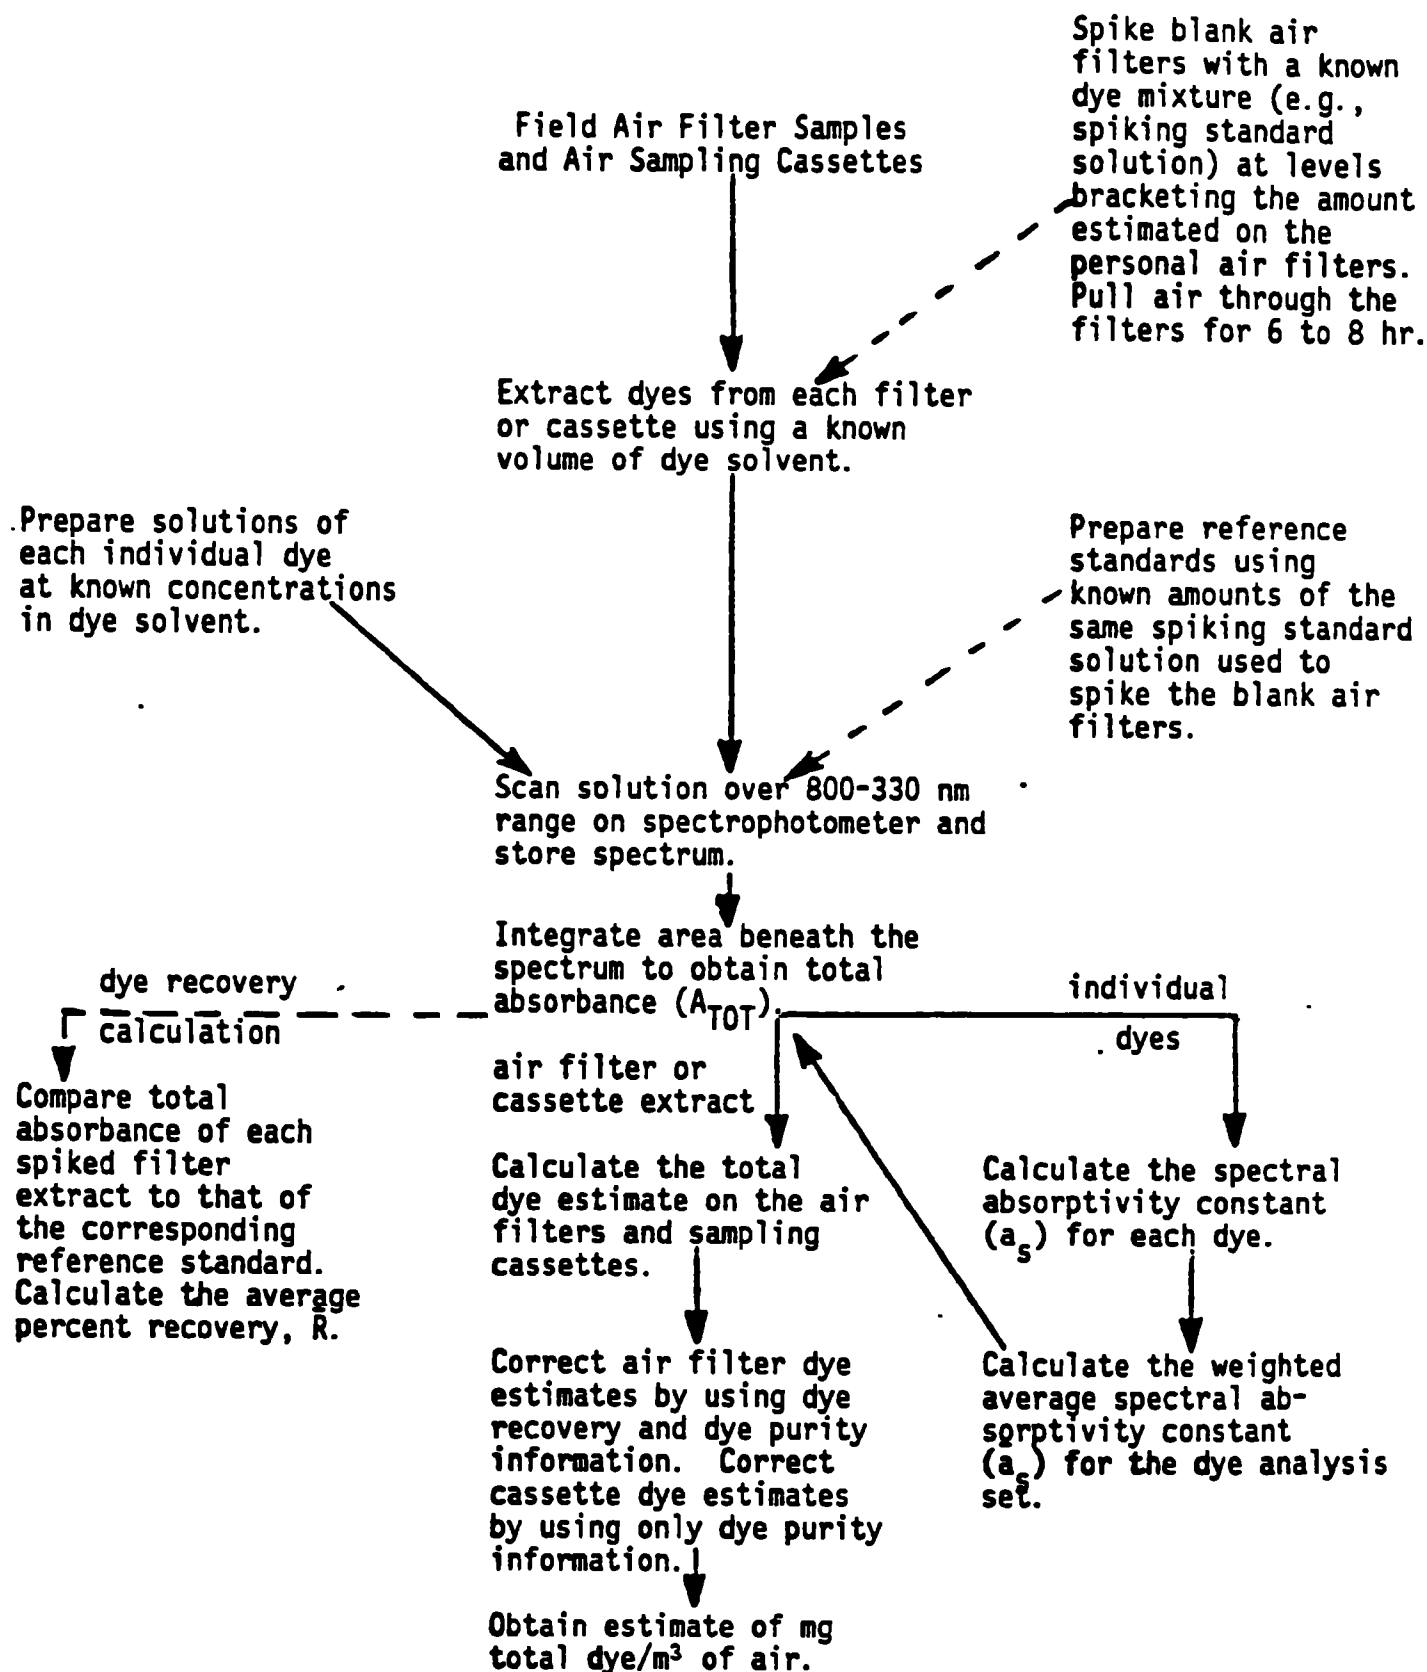 Spike blank air
filters with a known
dye mixture (e.g.,
spiking standard
solution) at levels
bracketing the amount
estimated on the
personal air filters.
Pull air through the
filters for 6 to 8 hr.
Field Air Filter Samples
and Air Sampling Cassettes
Extract dyes from each filter
or cassette using a known
volume of dye solvent.
Prepare solutions of
each individual dye
at known concentrations
in dye solvent.
Prepare reference
standards using
known amounts of the
same spiking standard
solution used to
spike the blank air
filters.
Scan solution over 800-330 nm
range on spectrophotometer and
store spectrum.
Integrate area beneath the
spectrum to obtain total
absorbance (A_TOT).
dye recovery
calculation
individual
dyes
air filter or
cassette extract
Compare total
absorbance of each
spiked filter
extract to that of
the corresponding
reference standard.
Calculate the average
percent recovery, R̄.
Calculate the total
dye estimate on the air
filters and sampling
cassettes.
Calculate the spectral
absorptivity constant
(a_s) for each dye.
Correct air filter dye
estimates by using dye
recovery and dye purity
information. Correct
cassette dye estimates
by using only dye purity
information.
Calculate the weighted
average spectral ab-
sorptivity constant
(ā_s) for the dye analysis
set.
Obtain estimate of mg
total dye/m³ of air.